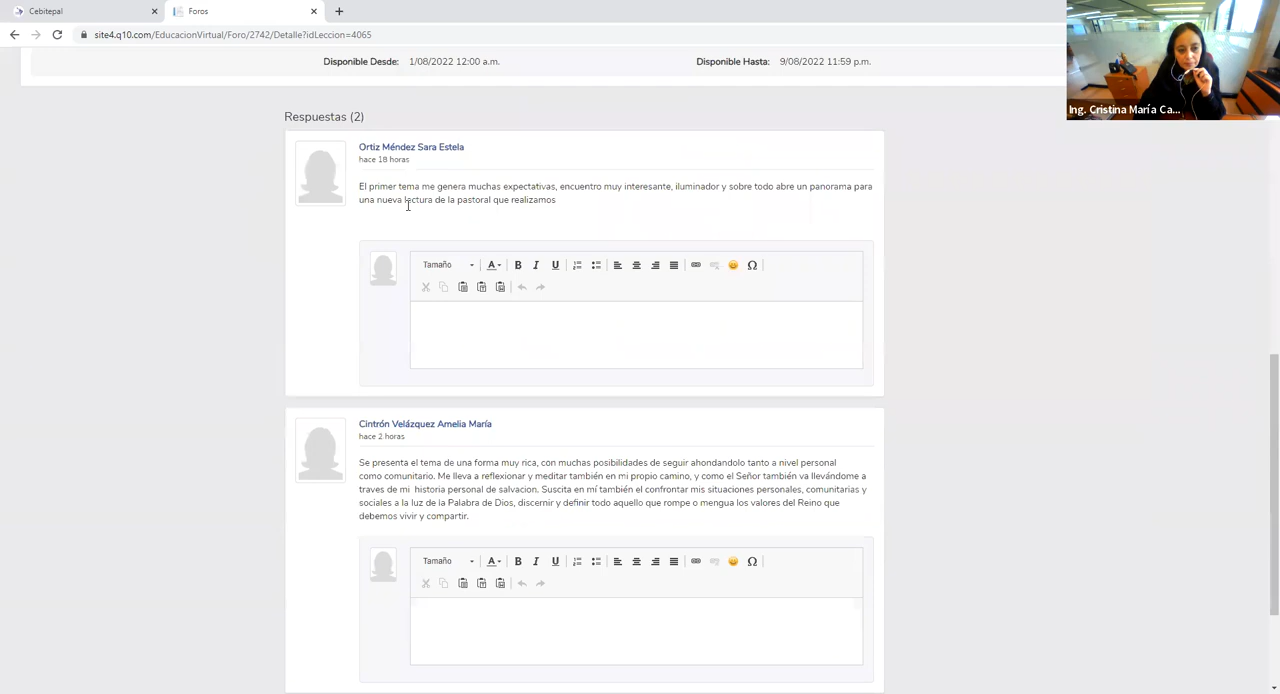 Cebitepal
Foros
site4.q10.com/EducacionVirtual/Foro/2742/Detalle?idLeccion=4065
Ing. Cristina María Ca...
Disponible Desde: 1/08/2022 12:00 a.m. Disponible Hasta: 9/08/2022 11:59 p.m.
Respuestas (2)
Ortiz Méndez Sara Estela
hace 18 horas
El primer tema me genera muchas expectativas, encuentro muy interesante, iluminador y sobre todo abre un panorama para
una nueva lectura de la pastoral que realizamos
Tamaño A B I U Ω
Cintrón Velázquez Amelia María
hace 2 horas
Se presenta el tema de una forma muy rica, con muchas posibilidades de seguir ahondandolo tanto a nivel personal
como comunitario. Me lleva a reflexionar y meditar también en mi propio camino, y como el Señor también va llevándome a
traves de mi historia personal de salvacion. Suscita en mí también el confrontar mis situaciones personales, comunitarias y
sociales a la luz de la Palabra de Dios, discernir y definir todo aquello que rompe o mengua los valores del Reino que
debemos vivir y compartir.
Tamaño A B I U Ω